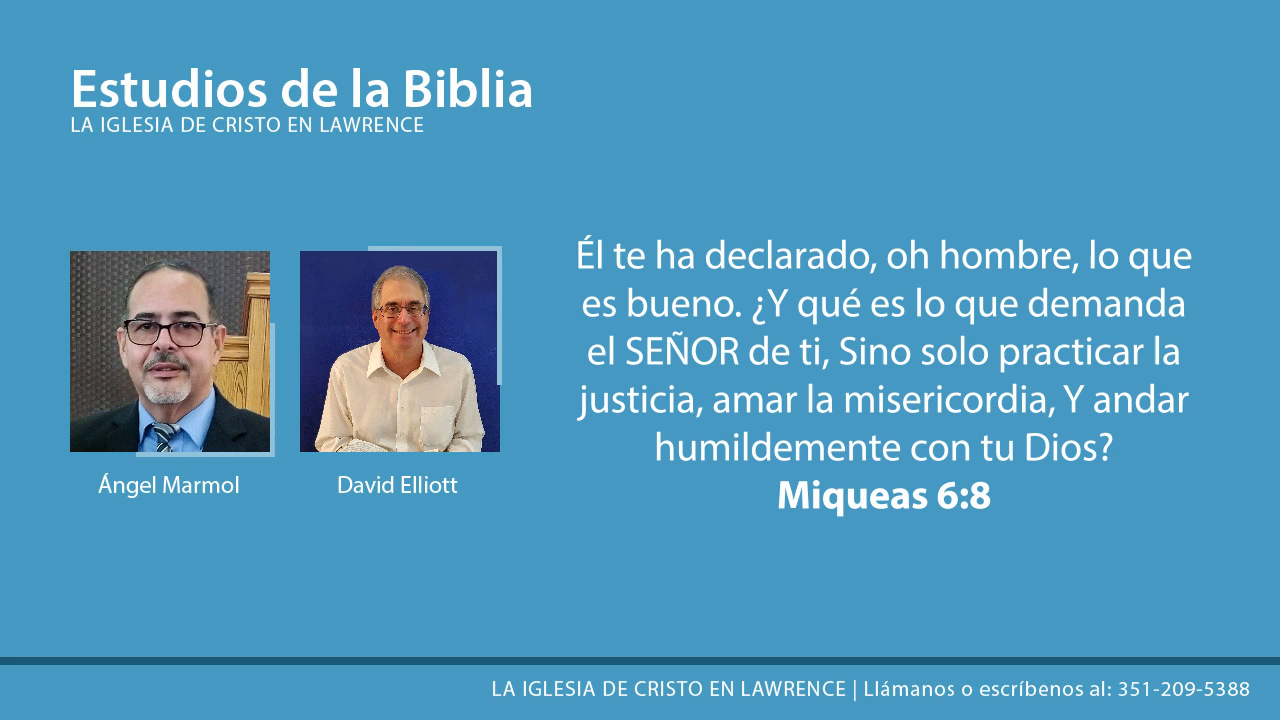 Estudios de la Biblia
LA IGLESIA DE CRISTO EN LAWRENCE
Ángel Marmol
David Elliott
Él te ha declarado, oh hombre, lo que
es bueno. ¿Y qué es lo que demanda
el SEÑOR de ti, Sino solo practicar la
justicia, amar la misericordia, Y andar
humildemente con tu Dios?
Miqueas 6:8
LA IGLESIA DE CRISTO EN LAWRENCE | Llámanos o escríbenos al: 351-209-5388